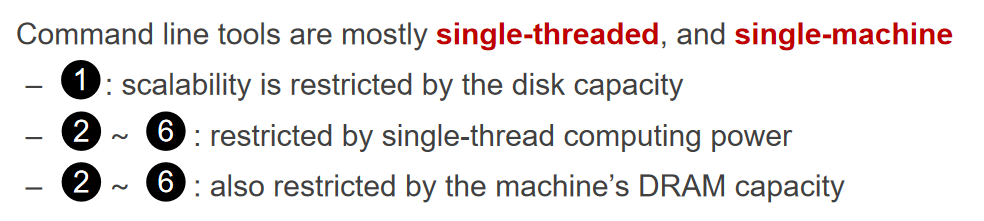 Command line tools are mostly single-threaded, and single-machine
– 1 : scalability is restricted by the disk capacity
– 2 ~ 6 : restricted by single-thread computing power
– 2 ~ 6 : also restricted by the machine’s DRAM capacity